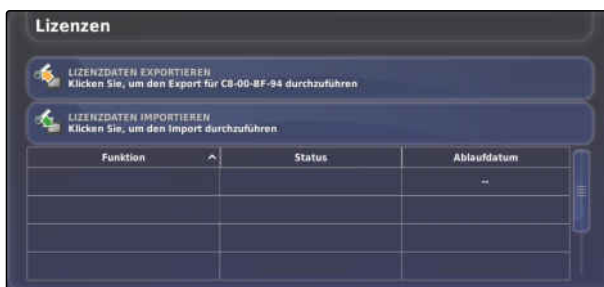 Lizenzen
LIZENZDATEN EXPORTIEREN
Klicken Sie, um den Export für C8-00-BF-94 durchzuführen
LIZENZDATEN IMPORTIEREN
Klicken Sie, um den Import durchzuführen
Funktion Status Ablaufdatum
--